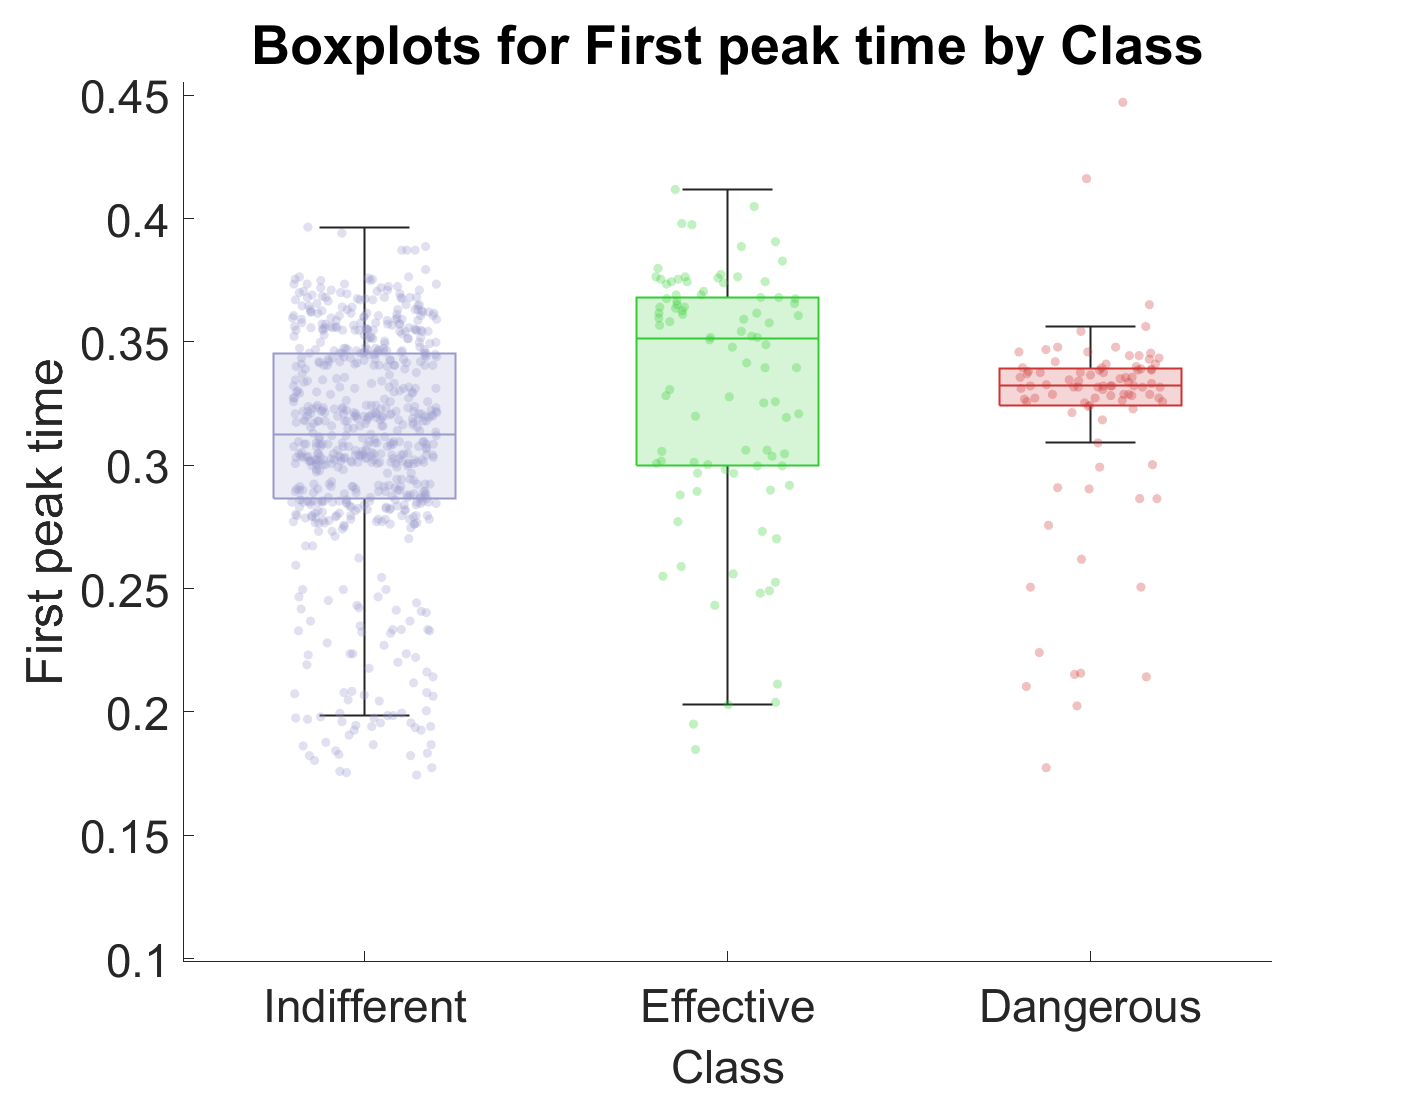 Boxplots for First peak time by Class
First peak time
0.45
0.4
0.35
0.3
0.25
0.2
0.15
0.1
Indifferent Effective Dangerous
Class